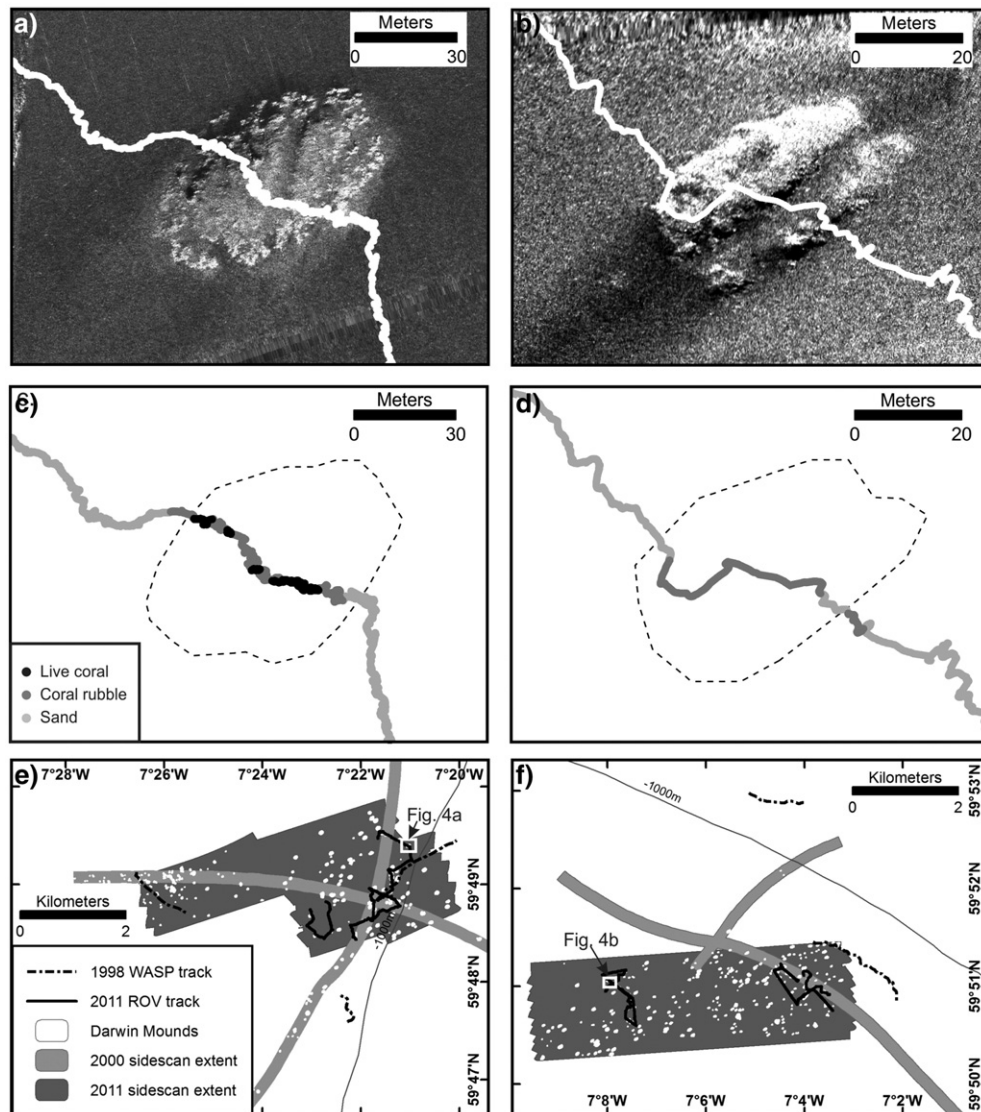 a)
Meters
0 30
b)
Meters
0 20
c)
Meters
0 30
Live coral
Coral rubble
Sand
d)
Meters
0 20
e)
7°28'W 7°26'W 7°24'W 7°22'W 7°20'W
Fig. 4a
Kilometers
0 2
-1000m
59°49'N
59°48'N
59°47'N
1998 WASP track
2011 ROV track
Darwin Mounds
2000 sidescan extent
2011 sidescan extent
f)
Kilometers
0 2
-1000m
Fig. 4b
59°53'N
59°52'N
59°51'N
59°50'N
7°8'W 7°6'W 7°4'W 7°2'W